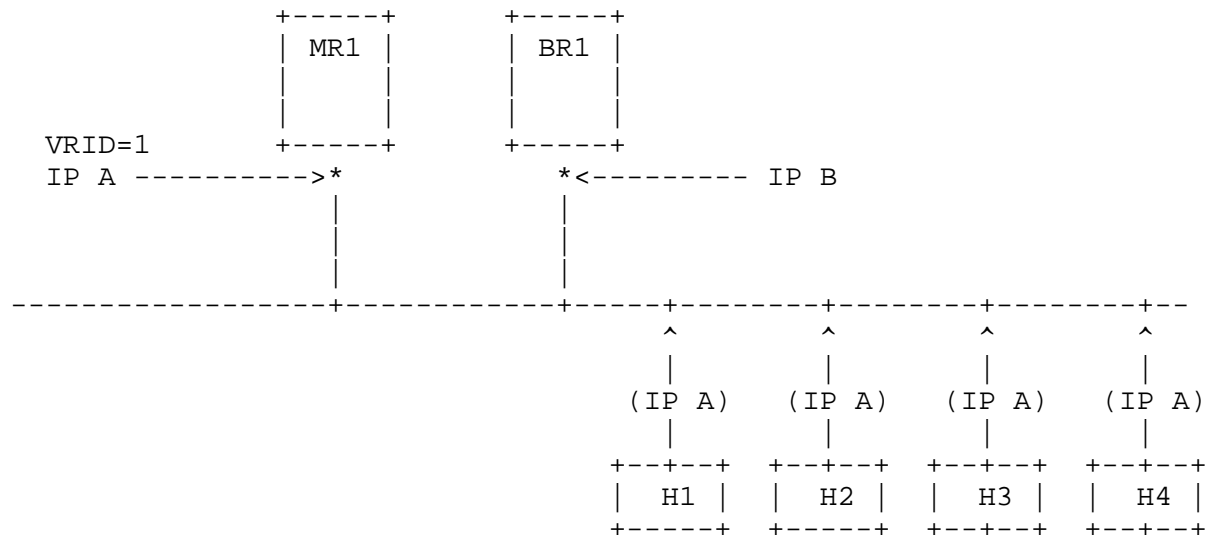 MR1 BR1
VRID=1
IP A ---------->* *<--------- IP B
(IP A) (IP A) (IP A) (IP A)
H1 H2 H3 H4